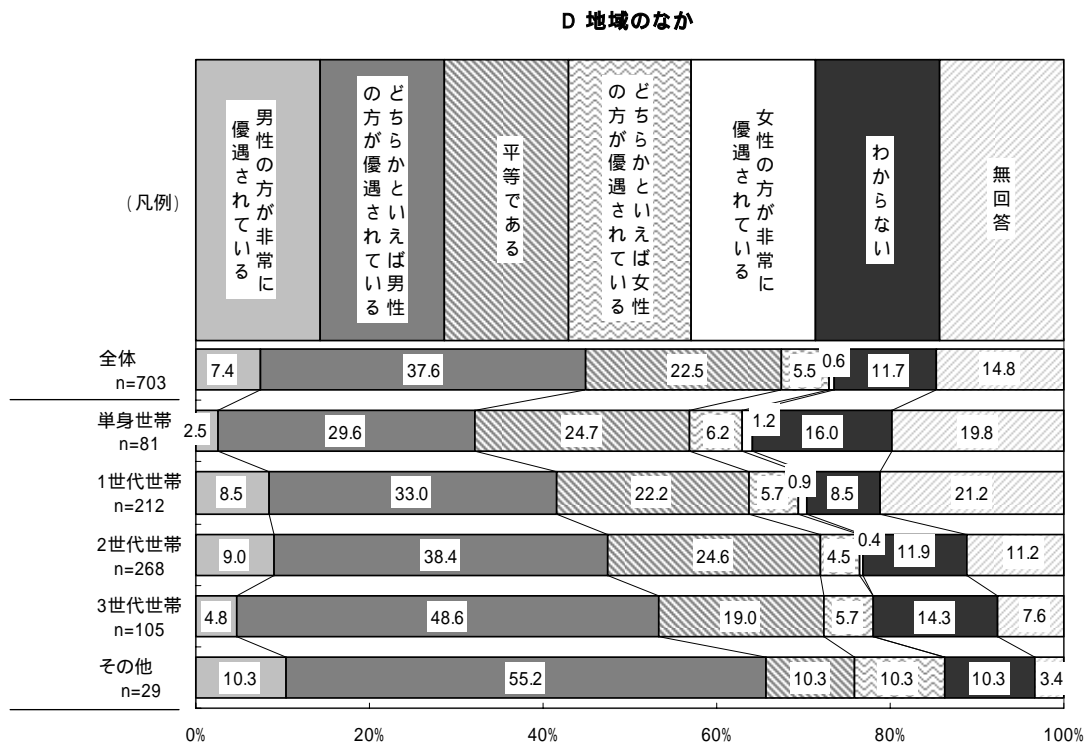 D 地域のなか
(凡例)
男性の方が非常に
優遇されている
どちらかといえば男性
の方が優遇されている
平等である
どちらかといえば女性
の方が優遇されている
女性の方が非常に
優遇されている
わからない
無回答
全体
n=703
7.4 37.6 22.5 5.5 0.6 11.7 14.8
単身世帯
n=81
2.5 29.6 24.7 6.2 1.2 16.0 19.8
1世代世帯
n=212
8.5 33.0 22.2 5.7 0.9 8.5 21.2
2世代世帯
n=268
9.0 38.4 24.6 4.5 0.4 11.9 11.2
3世代世帯
n=105
4.8 48.6 19.0 5.7 14.3 7.6
その他
n=29
10.3 55.2 10.3 10.3 10.3 3.4
0% 20% 40% 60% 80% 100%